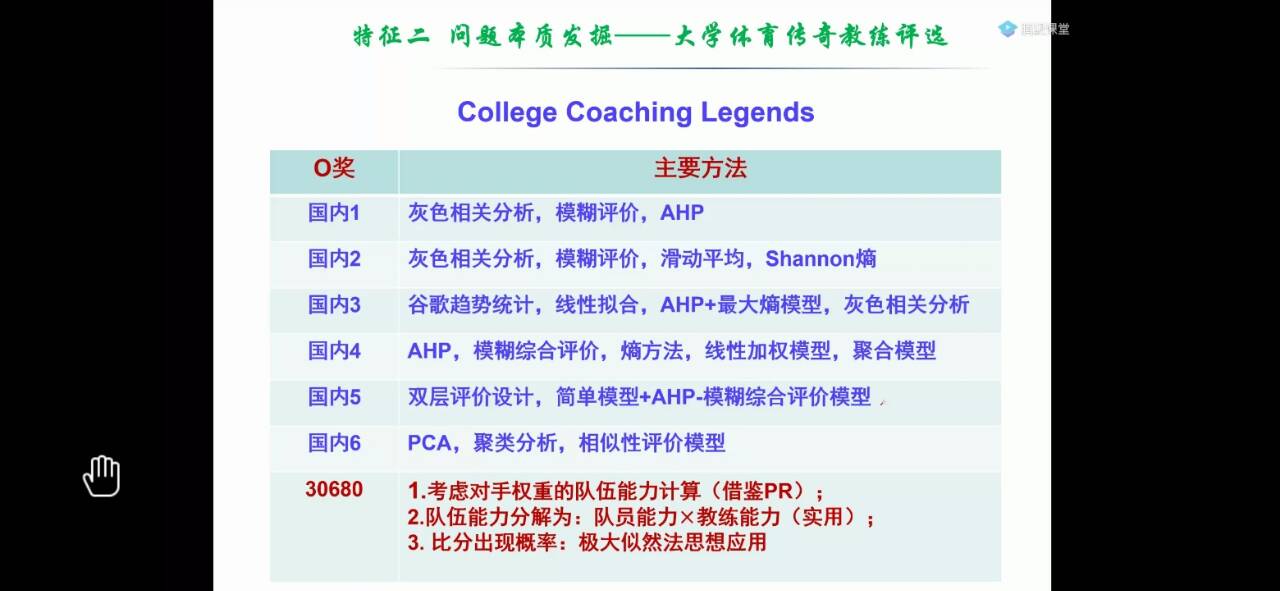 特征二 问题本质发掘——大学体育传奇教练评选
College Coaching Legends
O奖 主要方法
国内1 灰色相关分析，模糊评价，AHP
国内2 灰色相关分析，模糊评价，滑动平均，Shannon熵
国内3 谷歌趋势统计，线性拟合，AHP+最大熵模型，灰色相关分析
国内4 AHP，模糊综合评价，熵方法，线性加权模型，聚合模型
国内5 双层评价设计，简单模型+AHP-模糊综合评价模型
国内6 PCA，聚类分析，相似性评价模型
30680 1.考虑对手权重的队伍能力计算（借鉴PR）；
2.队伍能力分解为：队员能力×教练能力（实用）；
3. 比分出现概率：极大似然法思想应用